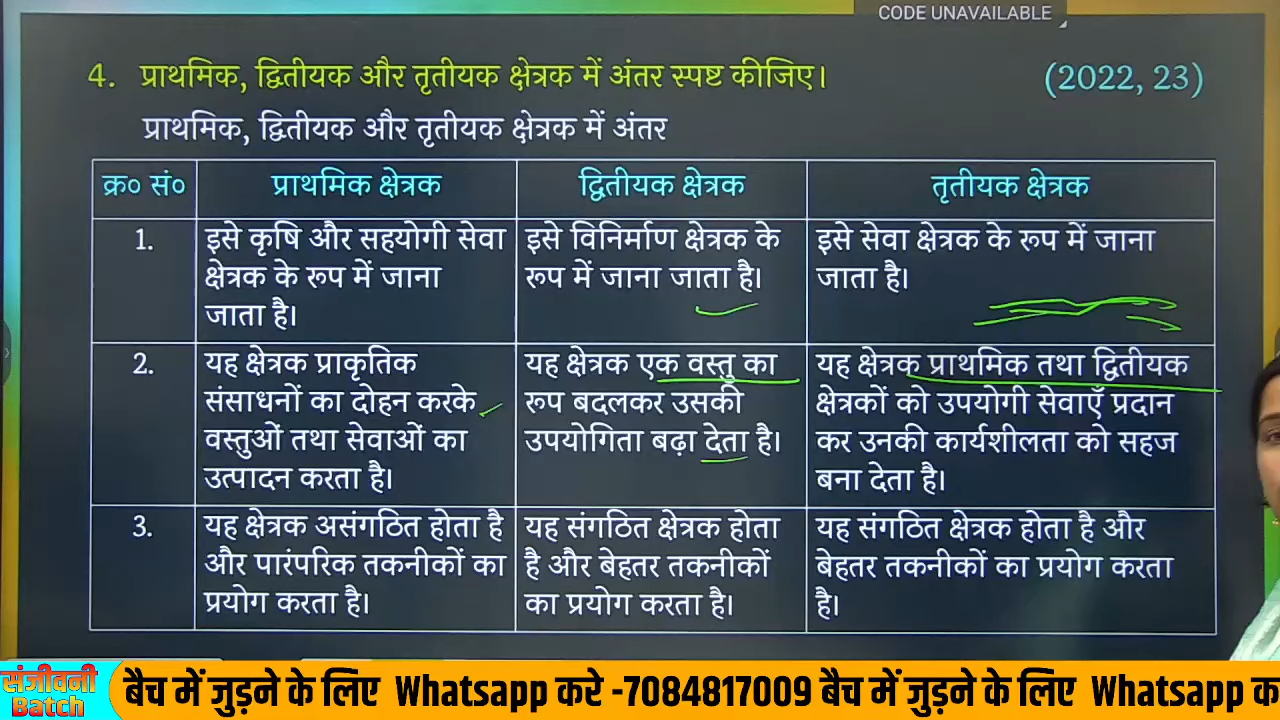 CODE UNAVAILABLE
4. प्राथमिक, द्वितीयक और तृतीयक क्षेत्रक में अंतर स्पष्ट कीजिए। (2022, 23)
प्राथमिक, द्वितीयक और तृतीयक क्षेत्रक में अंतर
क्र० सं० प्राथमिक क्षेत्रक द्वितीयक क्षेत्रक तृतीयक क्षेत्रक
1.
इसे कृषि और सहयोगी सेवा
क्षेत्रक के रूप में जाना
जाता है।
इसे विनिर्माण क्षेत्रक के
रूप में जाना जाता है।
इसे सेवा क्षेत्रक के रूप में जाना
जाता है।
2.
यह क्षेत्रक प्राकृतिक
संसाधनों का दोहन करके
वस्तुओं तथा सेवाओं का
उत्पादन करता है।
यह क्षेत्रक एक वस्तु का
रूप बदलकर उसकी
उपयोगिता बढ़ा देता है।
यह क्षेत्रक प्राथमिक तथा द्वितीयक
क्षेत्रकों को उपयोगी सेवाएँ प्रदान
कर उनकी कार्यशीलता को सहज
बना देता है।
3.
यह क्षेत्रक असंगठित होता है
और पारंपरिक तकनीकों का
प्रयोग करता है।
यह संगठित क्षेत्रक होता
है और बेहतर तकनीकों
का प्रयोग करता है।
यह संगठित क्षेत्रक होता है और
बेहतर तकनीकों का प्रयोग करता
है।
संजीवनी
Batch
बैच में जुड़ने के लिए Whatsapp करे -7084817009 बैच में जुड़ने के लिए Whatsapp क